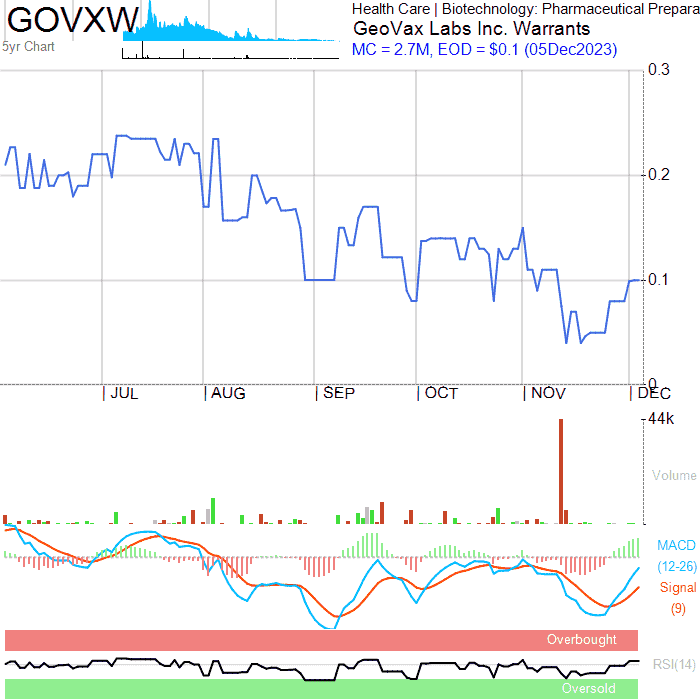 GOVXW
5yr Chart
Health Care | Biotechnology: Pharmaceutical Prepara
GeoVax Labs Inc. Warrants
MC = 2.7M, EOD = $0.1 (05Dec2023)
0.3
0.2
0.1
0
JUL AUG SEP OCT NOV DEC
44k
Volume
MACD
(12-26)
Signal
(9)
Overbought
RSI(14)
Oversold